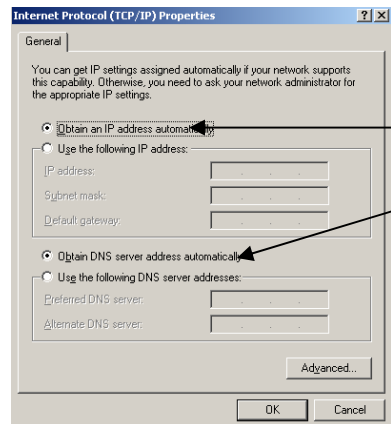 Internet Protocol (TCP/IP) Properties
General
You can get IP settings assigned automatically if your network supports
this capability. Otherwise, you need to ask your network administrator for
the appropriate IP settings.
Obtain an IP address automatically
Use the following IP address:
IP address:
Subnet mask:
Default gateway:
Obtain DNS server address automatically
Use the following DNS server addresses:
Preferred DNS server:
Alternate DNS server:
Advanced...
OK Cancel